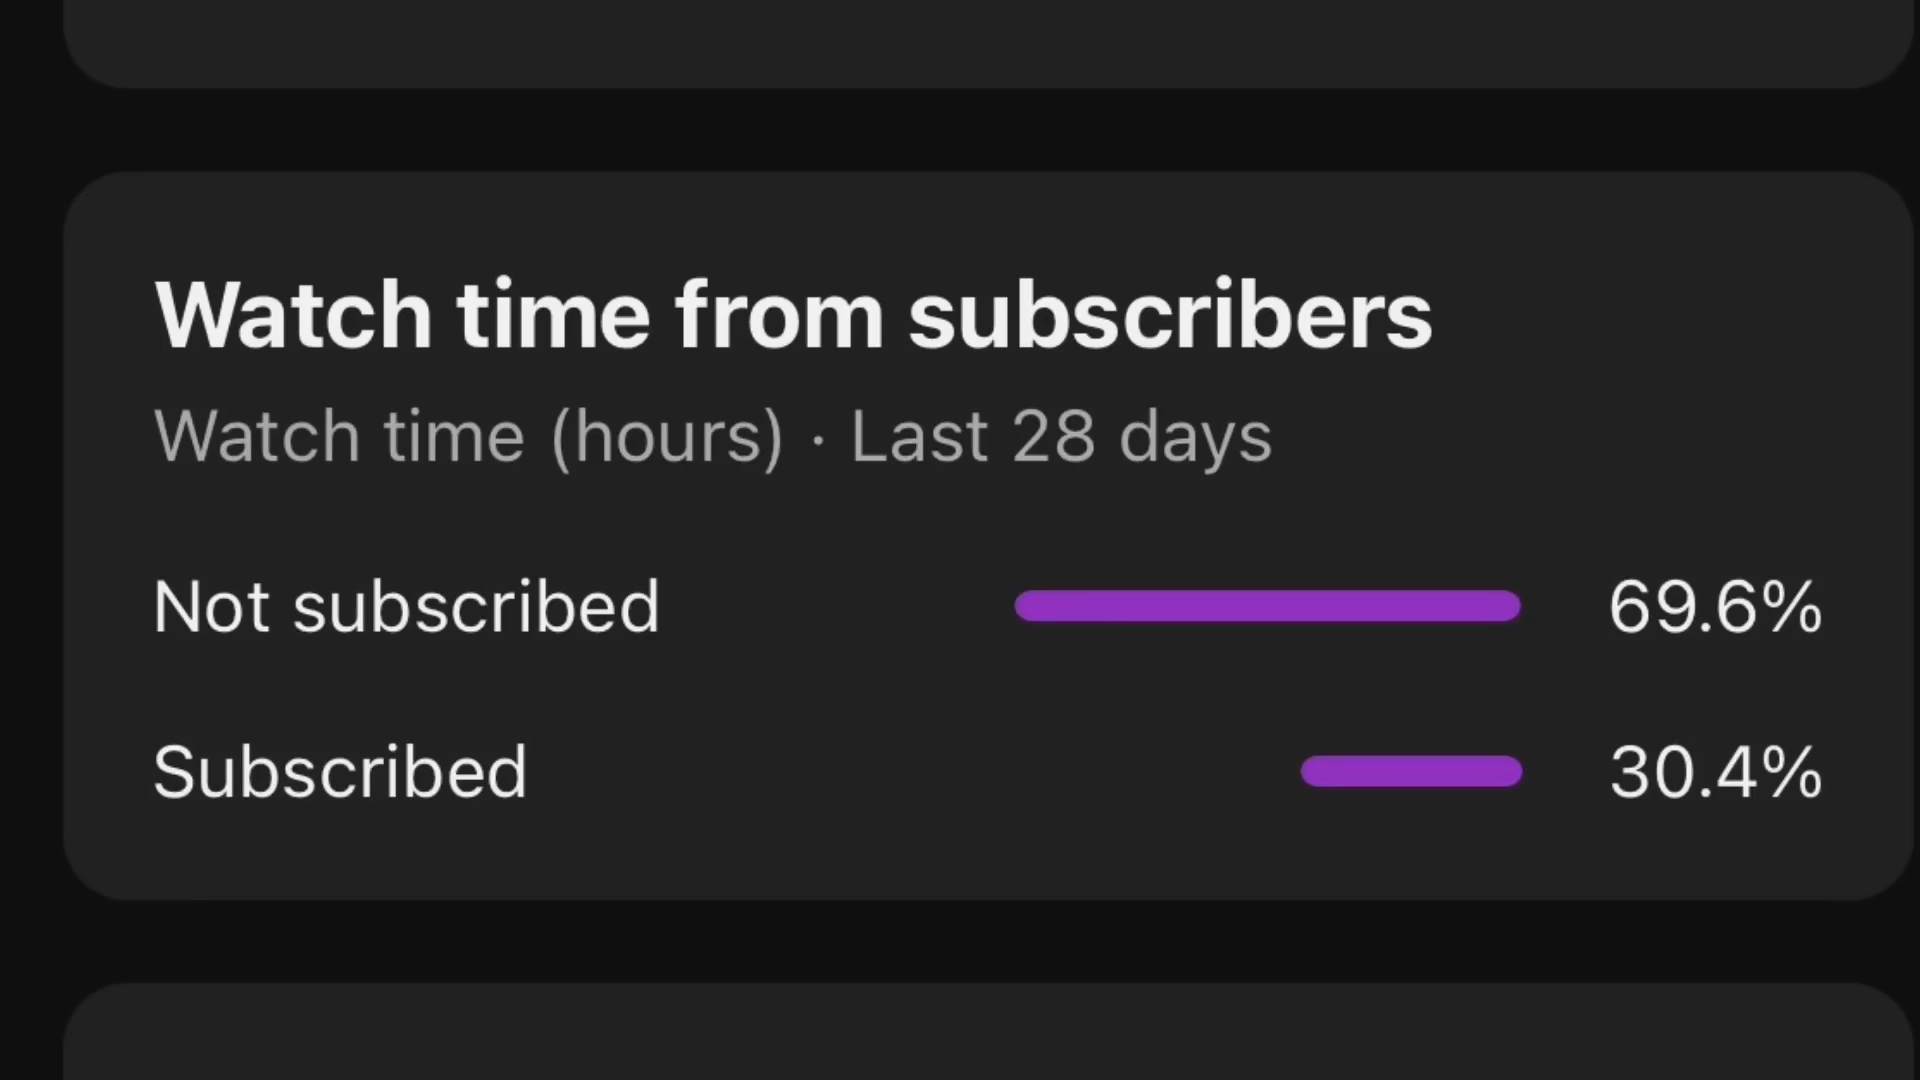 Watch time from subscribers
Watch time (hours) · Last 28 days
Not subscribed 69.6%
Subscribed 30.4%